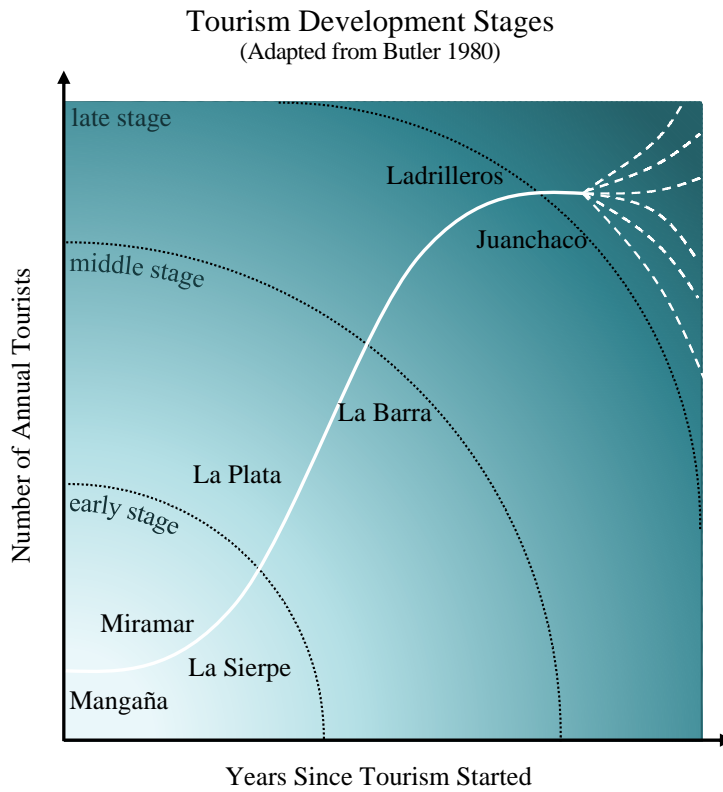 Tourism Development Stages
(Adapted from Butler 1980)
late stage
Ladrilleros
Juanchaco
middle stage
La Barra
La Plata
early stage
Miramar
La Sierpe
Mangaña
Number of Annual Tourists
Years Since Tourism Started